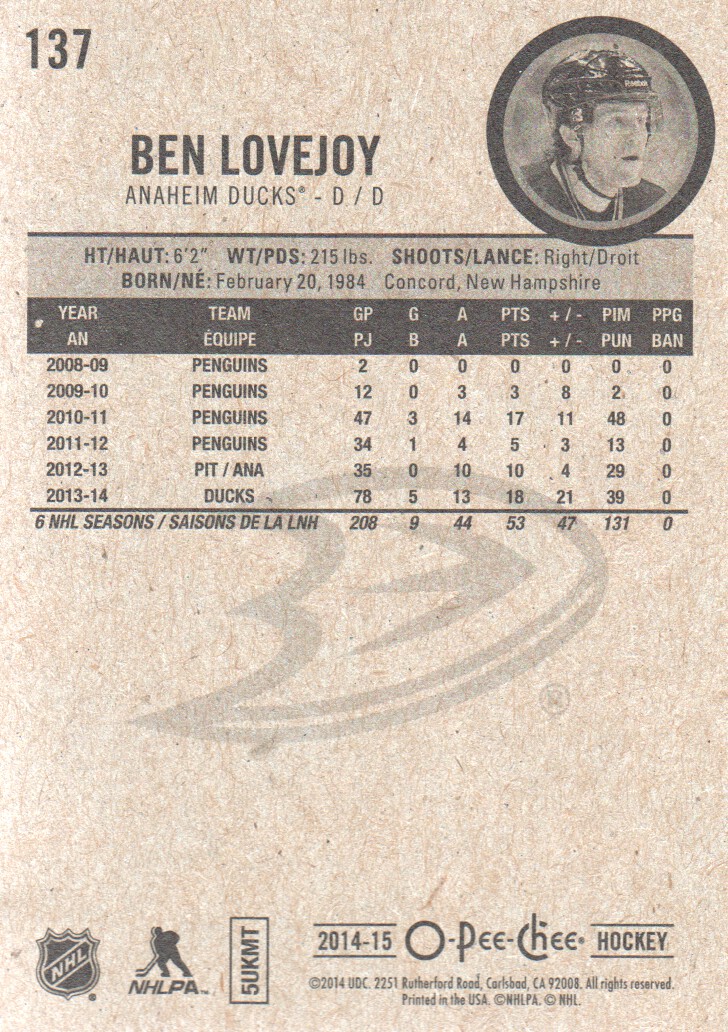 137
Reebok
BEN LOVEJOY
ANAHEIM DUCKS® - D / D
HT/HAUT: 6'2" WT/PDS: 215 lbs. SHOOTS/LANCE: Right/Droit
BORN/NÉ: February 20, 1984 Concord, New Hampshire
YEAR TEAM GP G A PTS +/- PIM PPG
AN ÉQUIPE PJ B A PTS +/- PUN BAN
2008-09 PENGUINS 2 0 0 0 0 0 0
2009-10 PENGUINS 12 0 3 3 8 2 0
2010-11 PENGUINS 47 3 14 17 11 48 0
2011-12 PENGUINS 34 1 4 5 3 13 0
2012-13 PIT / ANA 35 0 10 10 4 29 0
2013-14 DUCKS 78 5 13 18 21 39 0
6 NHL SEASONS / SAISONS DE LA LNH 208 9 44 53 47 131 0
®
NHL ®
NHLPA™
5UKMT
2014-15 O-Pee-Chee® HOCKEY
©2014 UDC. 2251 Rutherford Road, Carlsbad, CA 92008. All rights reserved.
Printed in the USA. ©NHLPA. © NHL.